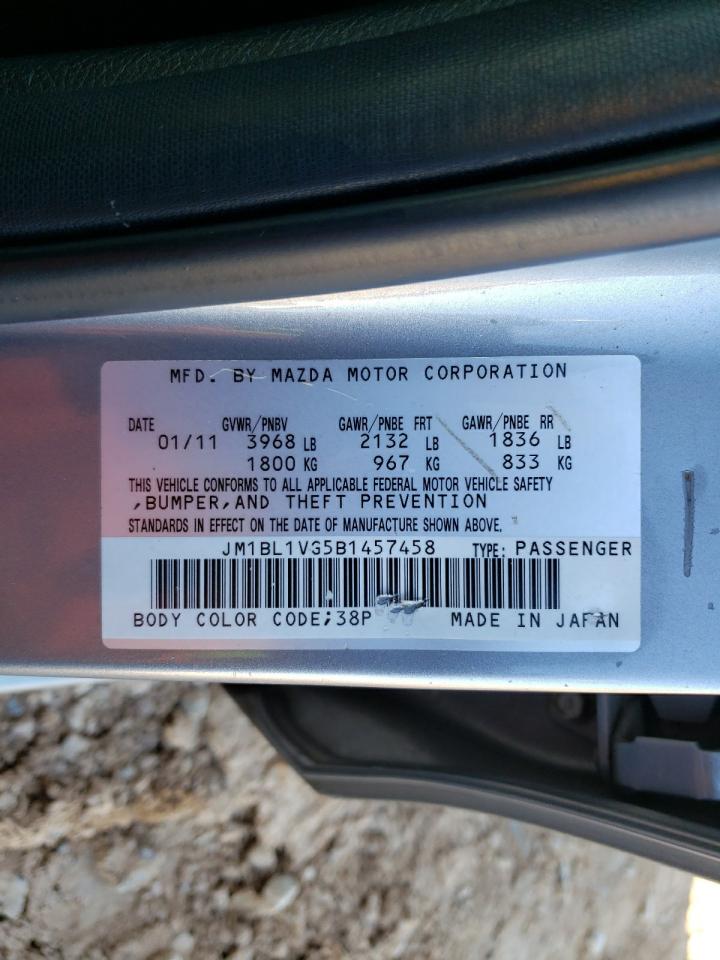 MFD. BY MAZDA MOTOR CORPORATION
DATE GVWR/PNBV GAWR/PNBE FRT GAWR/PNBE RR
01/11 3968 LB 2132 LB 1836 LB
1800 KG 967 KG 833 KG
THIS VEHICLE CONFORMS TO ALL APPLICABLE FEDERAL MOTOR VEHICLE SAFETY
,BUMPER,AND THEFT PREVENTION
STANDARDS IN EFFECT ON THE DATE OF MANUFACTURE SHOWN ABOVE.
JM1BL1VG5B1457458 TYPE: PASSENGER
BODY COLOR CODE;38P MADE IN JAPAN